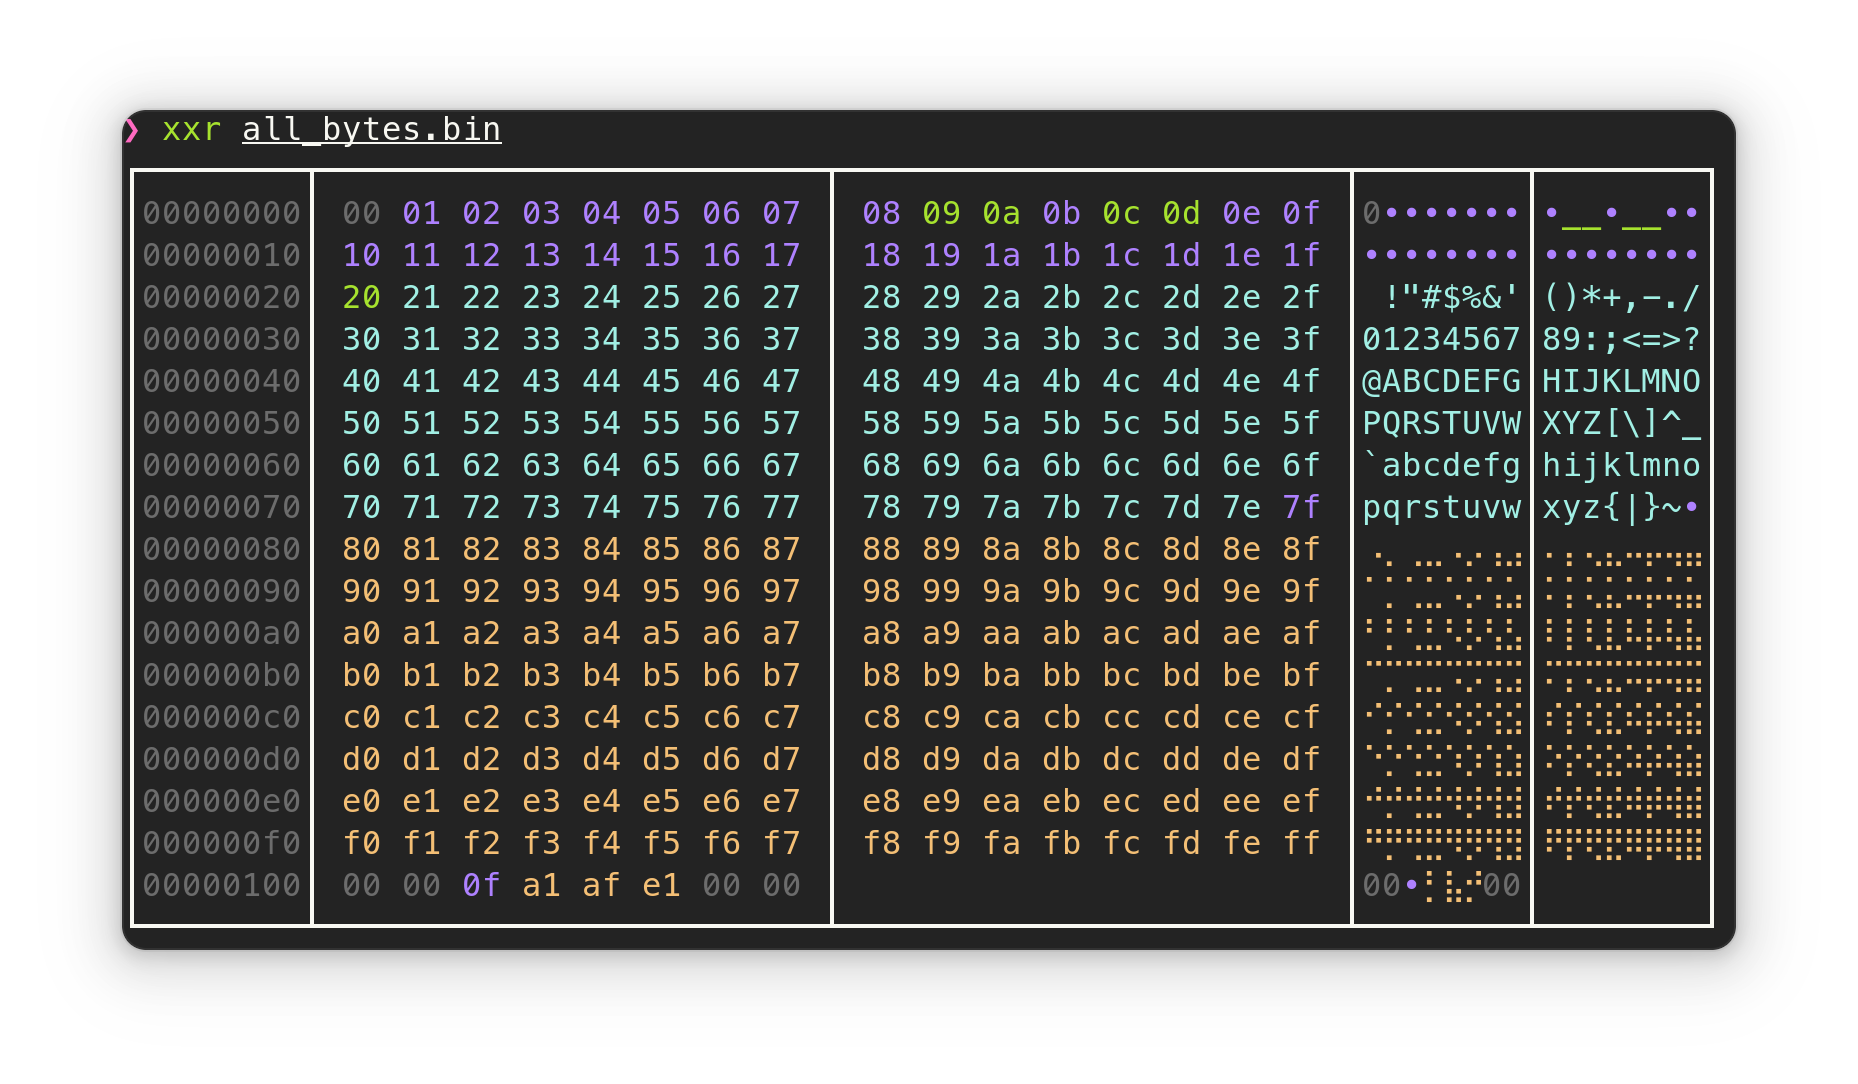 ❯ xxr all_bytes.bin
00000000 00 01 02 03 04 05 06 07 08 09 0a 0b 0c 0d 0e 0f 0••••••• •__•__••
00000010 10 11 12 13 14 15 16 17 18 19 1a 1b 1c 1d 1e 1f •••••••• ••••••••
00000020 20 21 22 23 24 25 26 27 28 29 2a 2b 2c 2d 2e 2f  !"#$%&' ()*+,-./
00000030 30 31 32 33 34 35 36 37 38 39 3a 3b 3c 3d 3e 3f 01234567 89:;<=>?
00000040 40 41 42 43 44 45 46 47 48 49 4a 4b 4c 4d 4e 4f @ABCDEFG HIJKLMNO
00000050 50 51 52 53 54 55 56 57 58 59 5a 5b 5c 5d 5e 5f PQRSTUVW XYZ[\]^_
00000060 60 61 62 63 64 65 66 67 68 69 6a 6b 6c 6d 6e 6f `abcdefg hijklmno
00000070 70 71 72 73 74 75 76 77 78 79 7a 7b 7c 7d 7e 7f pqrstuvw xyz{|}~•
00000080 80 81 82 83 84 85 86 87 88 89 8a 8b 8c 8d 8e 8f
00000090 90 91 92 93 94 95 96 97 98 99 9a 9b 9c 9d 9e 9f
000000a0 a0 a1 a2 a3 a4 a5 a6 a7 a8 a9 aa ab ac ad ae af
000000b0 b0 b1 b2 b3 b4 b5 b6 b7 b8 b9 ba bb bc bd be bf
000000c0 c0 c1 c2 c3 c4 c5 c6 c7 c8 c9 ca cb cc cd ce cf
000000d0 d0 d1 d2 d3 d4 d5 d6 d7 d8 d9 da db dc dd de df
000000e0 e0 e1 e2 e3 e4 e5 e6 e7 e8 e9 ea eb ec ed ee ef
000000f0 f0 f1 f2 f3 f4 f5 f6 f7 f8 f9 fa fb fc fd fe ff
00000100 00 00 0f a1 af e1 00 00 00• 00